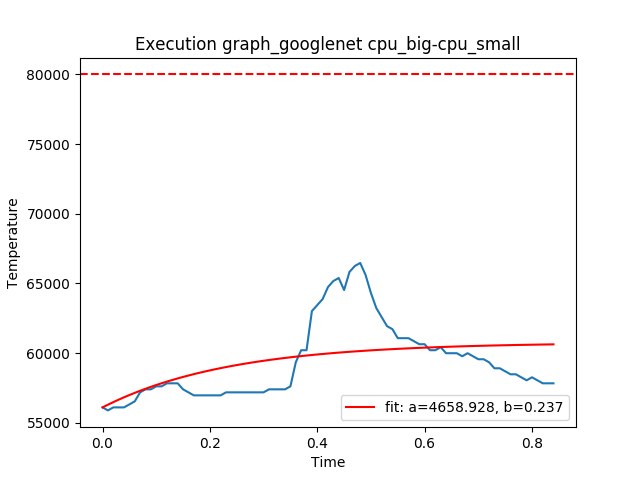 Execution graph_googlenet cpu_big-cpu_small
80000
75000
70000
65000
60000
55000
Temperature
fit: a=4658.928, b=0.237
0.0 0.2 0.4 0.6 0.8
Time